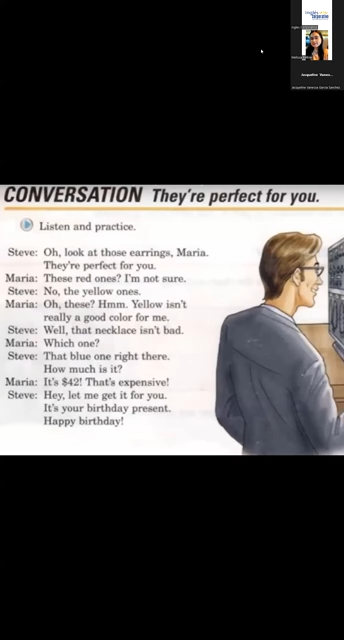 CONVERSATION They're perfect for you.
Listen and practice.
Steve: Oh, look at those earrings, Maria.
They're perfect for you.
Maria: These red ones? I'm not sure.
Steve: No, the yellow ones.
Maria: Oh, these? Hmm. Yellow isn't
really a good color for me.
Steve: Well, that necklace isn't bad.
Maria: Which one?
Steve: That blue one right there.
How much is it?
Maria: It's $42! That's expensive!
Steve: Hey, let me get it for you.
It's your birthday present.
Happy birthday!